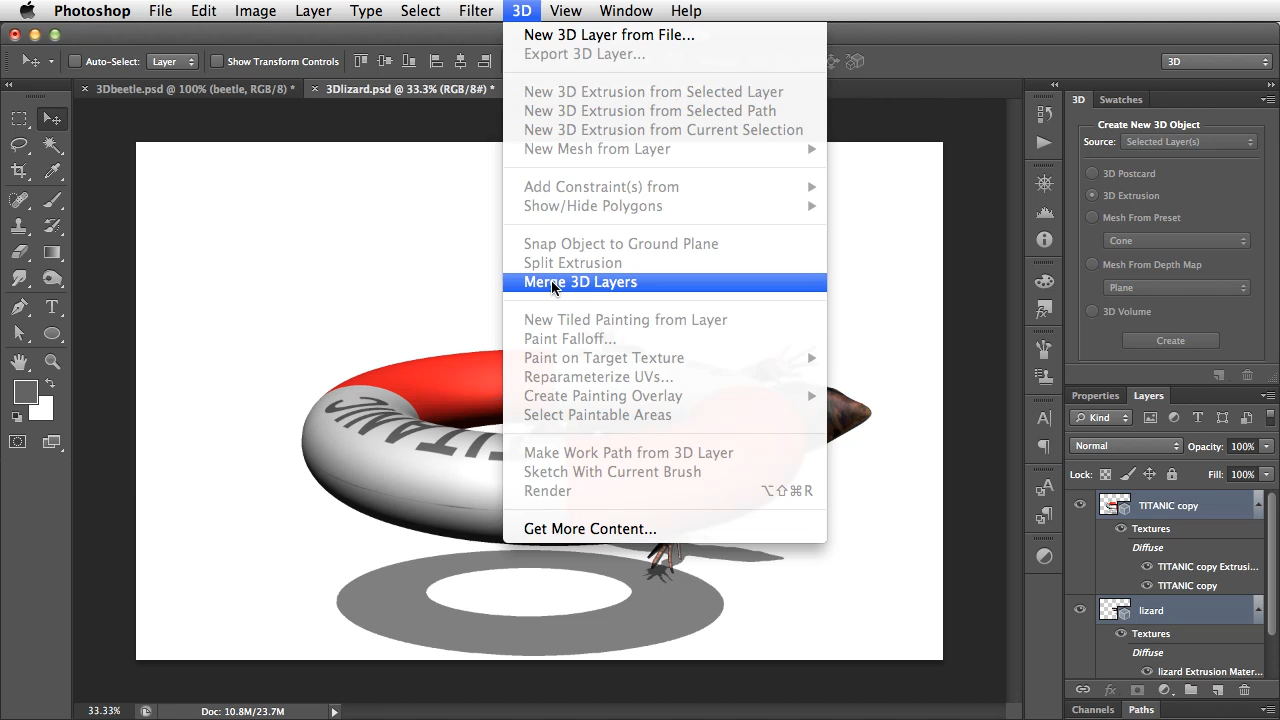 Photoshop File Edit Image Layer Type Select Filter 3D View Window Help
Auto-Select: Layer Show Transform Controls 3D
3Dbeetle.psd @ 100% (beetle, RGB/8) * 3Dlizard.psd @ 33.3% (RGB/8#) *
New 3D Layer from File...
Export 3D Layer...
New 3D Extrusion from Selected Layer
New 3D Extrusion from Selected Path
New 3D Extrusion from Current Selection
New Mesh from Layer
Add Constraint(s) from
Show/Hide Polygons
Snap Object to Ground Plane
Split Extrusion
Merge 3D Layers
New Tiled Painting from Layer
Paint Falloff...
Paint on Target Texture
Reparameterize UVs...
Create Painting Overlay
Select Paintable Areas
Make Work Path from 3D Layer
Sketch With Current Brush
Render ⌥⇧⌘R
Get More Content...
TITANIC
3D Swatches
Create New 3D Object
Source: Selected Layer(s)
3D Postcard
3D Extrusion
Mesh From Preset
Cone
Mesh From Depth Map
Plane
3D Volume
Create
Properties Layers
Kind
Normal Opacity: 100%
Lock: Fill: 100%
TITANIC copy
Textures
Diffuse
TITANIC copy Extrusi...
TITANIC copy
lizard
Textures
Diffuse
lizard Extrusion Mater...
Channels Paths
33.33% Doc: 10.8M/23.7M